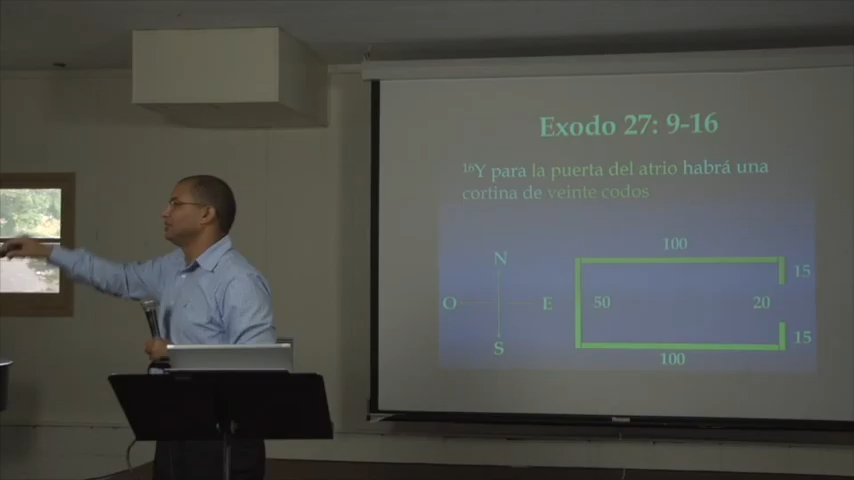 Exodo 27: 9-16
¹⁶Y para la puerta del atrio habrá una
cortina de veinte codos
N
100
O
E
50
20
15
15
S
100